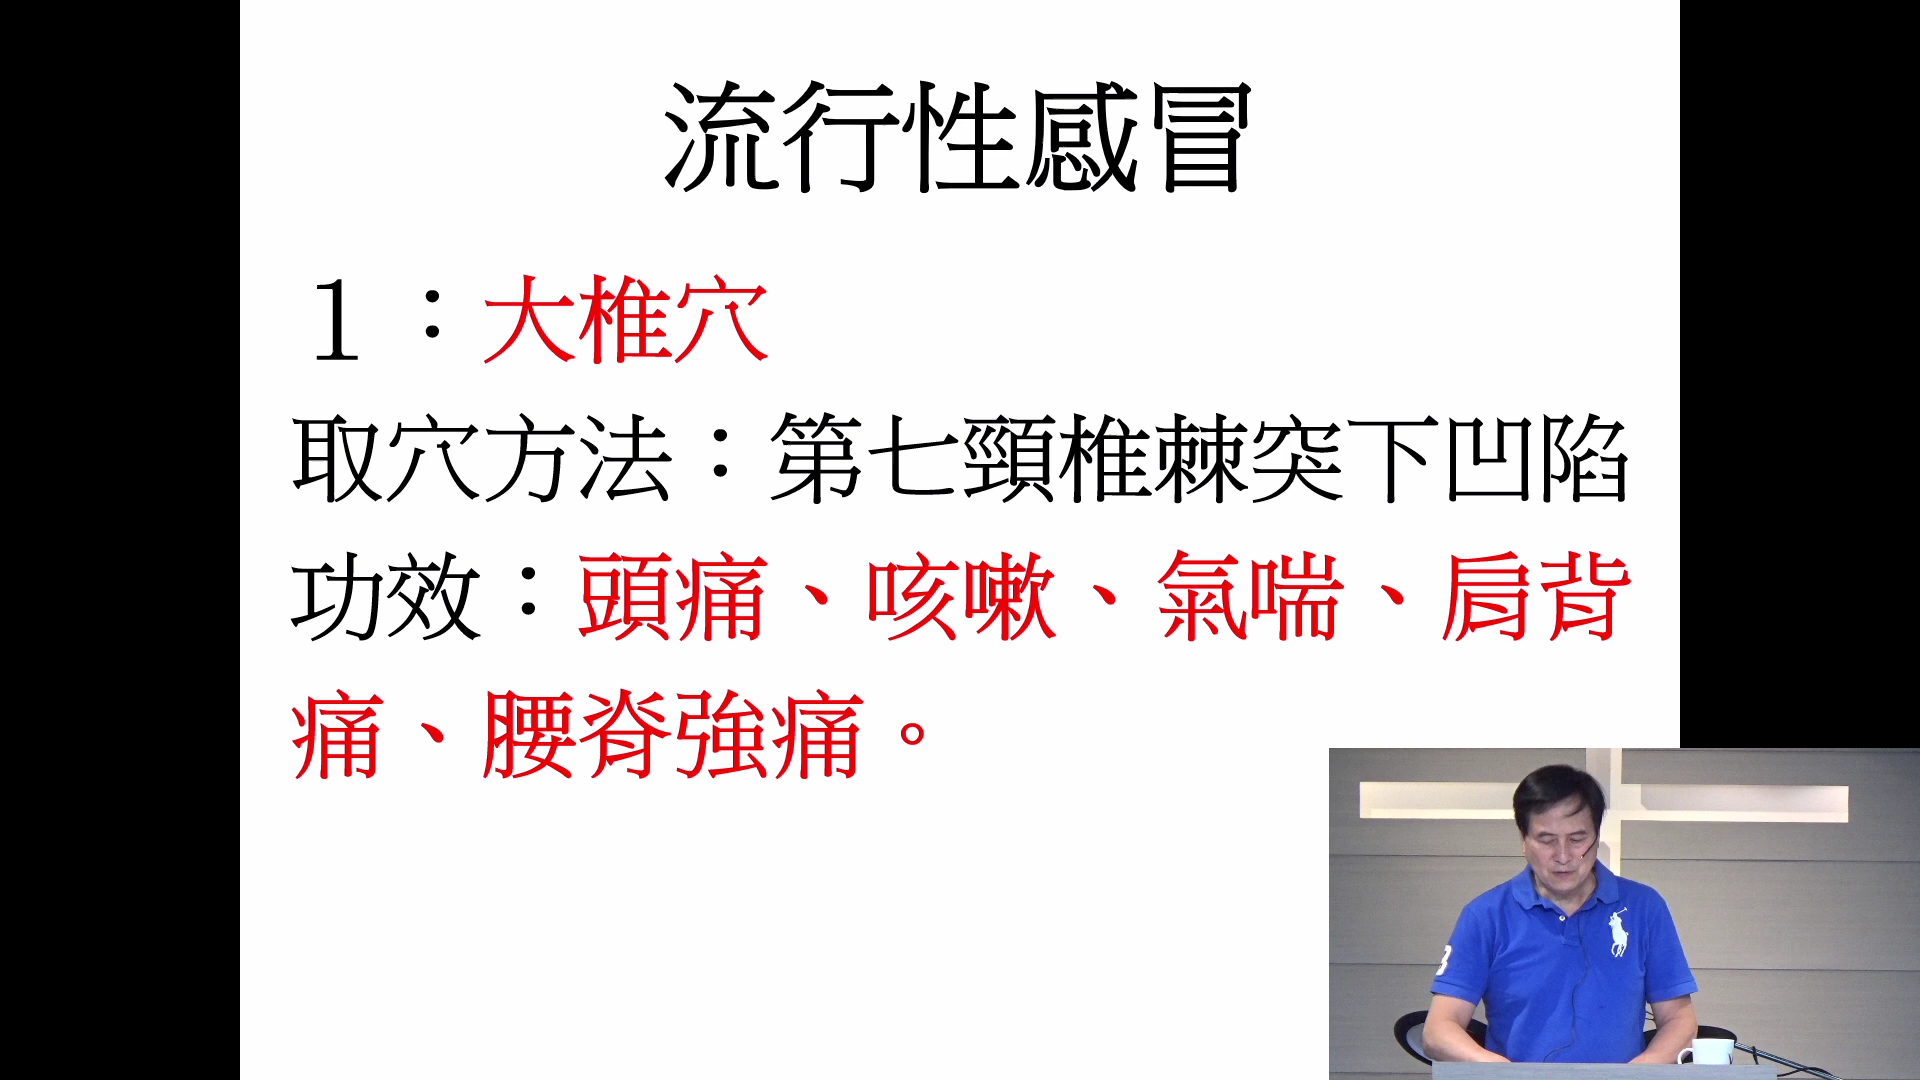 流行性感冒
1：大椎穴
取穴方法：第七頸椎棘突下凹陷
功效：頭痛、咳嗽、氣喘、肩背
痛、腰脊強痛。
3